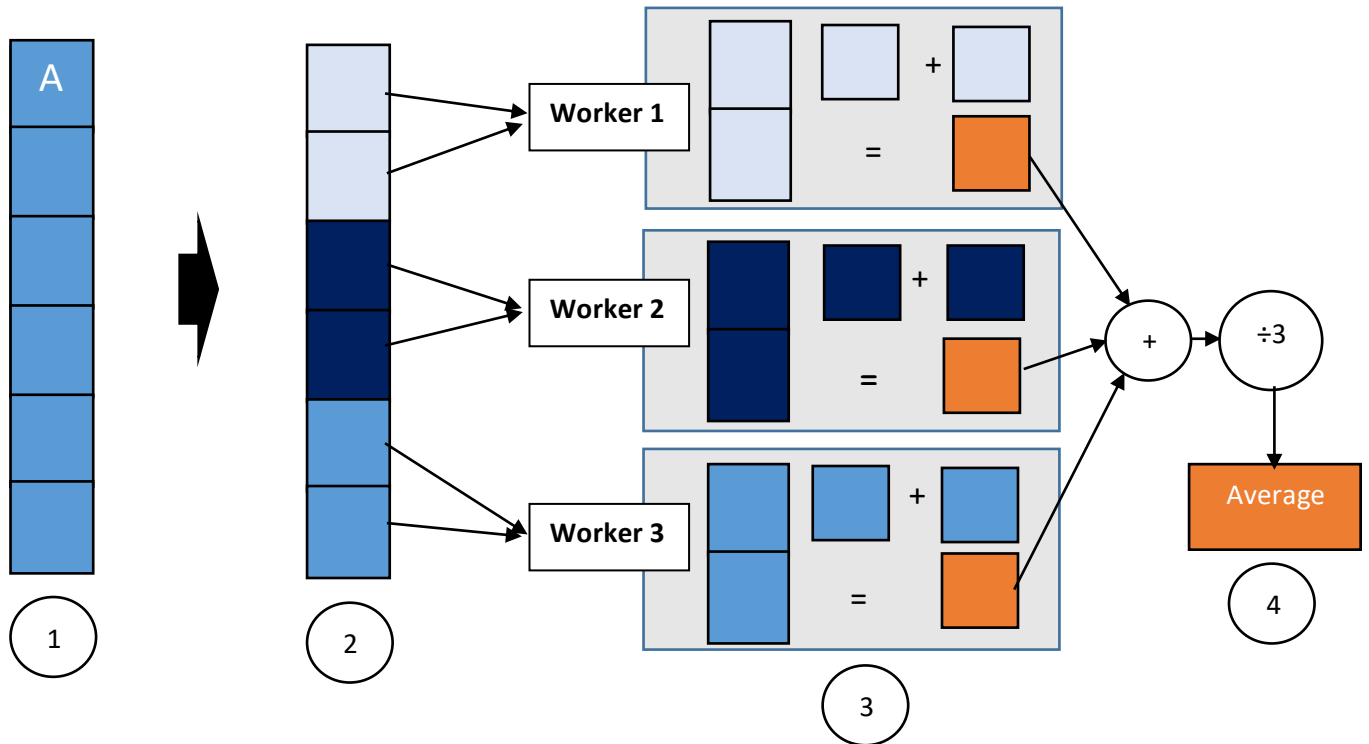 A
Worker 1
+
=
Worker 2
+
=
Worker 3
+
=
+
÷3
Average
1
2
3
4